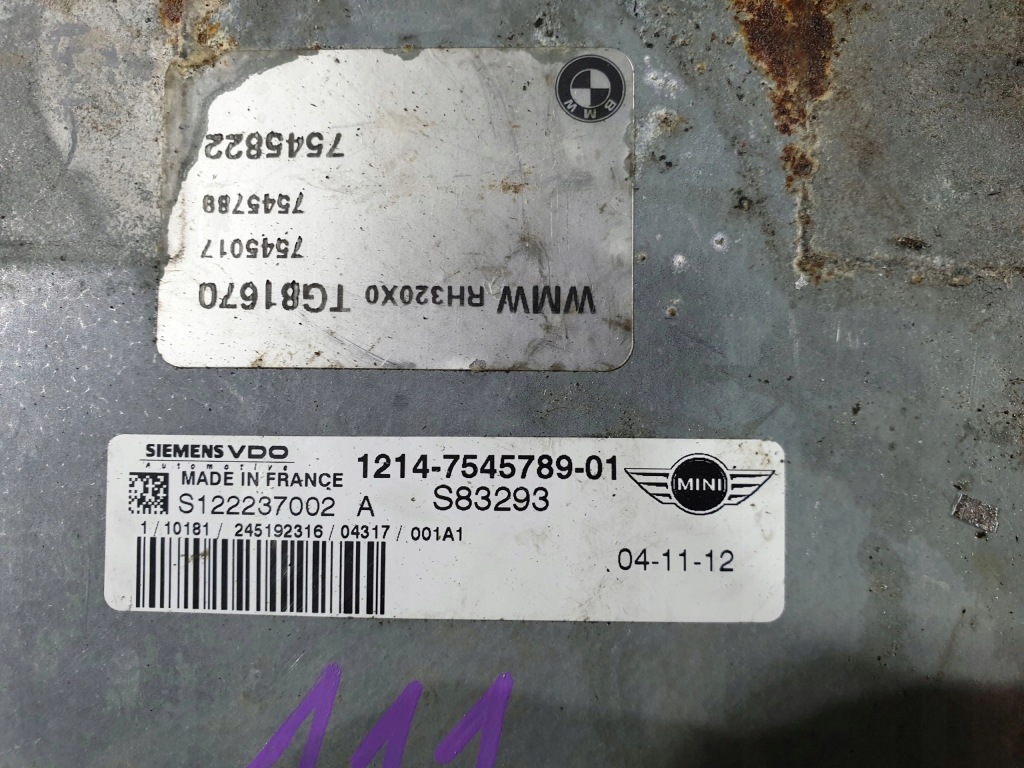 BMW
WMW RH320X0 TG81670
7545017
7545789
7545822
SIEMENS VDO
Automotive
MADE IN FRANCE
1214-7545789-01
S122237002 A
S83293
MINI
1/10181/ 245192316/04317/ 001A1
04-11-12
111